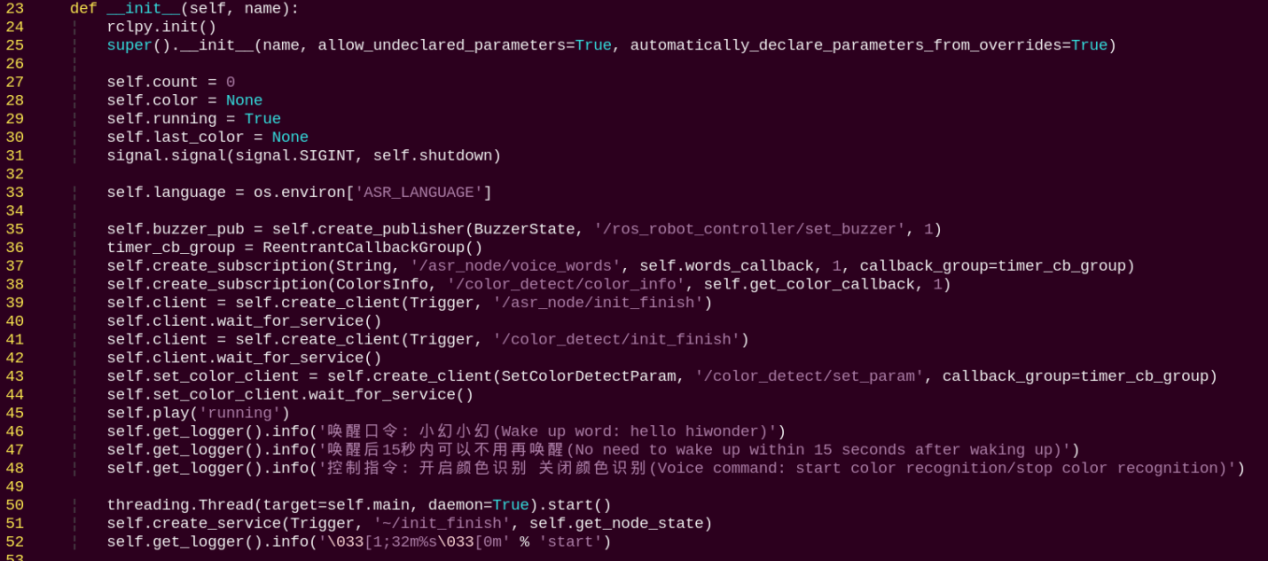 23 def __init__(self, name):
24 rclpy.init()
25 super().__init__(name, allow_undeclared_parameters=True, automatically_declare_parameters_from_overrides=True)
26
27 self.count = 0
28 self.color = None
29 self.running = True
30 self.last_color = None
31 signal.signal(signal.SIGINT, self.shutdown)
32
33 self.language = os.environ['ASR_LANGUAGE']
34
35 self.buzzer_pub = self.create_publisher(BuzzerState, '/ros_robot_controller/set_buzzer', 1)
36 timer_cb_group = ReentrantCallbackGroup()
37 self.create_subscription(String, '/asr_node/voice_words', self.words_callback, 1, callback_group=timer_cb_group)
38 self.create_subscription(ColorsInfo, '/color_detect/color_info', self.get_color_callback, 1)
39 self.client = self.create_client(Trigger, '/asr_node/init_finish')
40 self.client.wait_for_service()
41 self.client = self.create_client(Trigger, '/color_detect/init_finish')
42 self.client.wait_for_service()
43 self.set_color_client = self.create_client(SetColorDetectParam, '/color_detect/set_param', callback_group=timer_cb_group)
44 self.set_color_client.wait_for_service()
45 self.play('running')
46 self.get_logger().info('唤醒口令: 小幻小幻(Wake up word: hello hiwonder)')
47 self.get_logger().info('唤醒后15秒内可以不用再唤醒(No need to wake up within 15 seconds after waking up)')
48 self.get_logger().info('控制指令: 开启颜色识别 关闭颜色识别(Voice command: start color recognition/stop color recognition)')
49
50 threading.Thread(target=self.main, daemon=True).start()
51 self.create_service(Trigger, '~/init_finish', self.get_node_state)
52 self.get_logger().info('\033[1;32m%s\033[0m' % 'start')
53